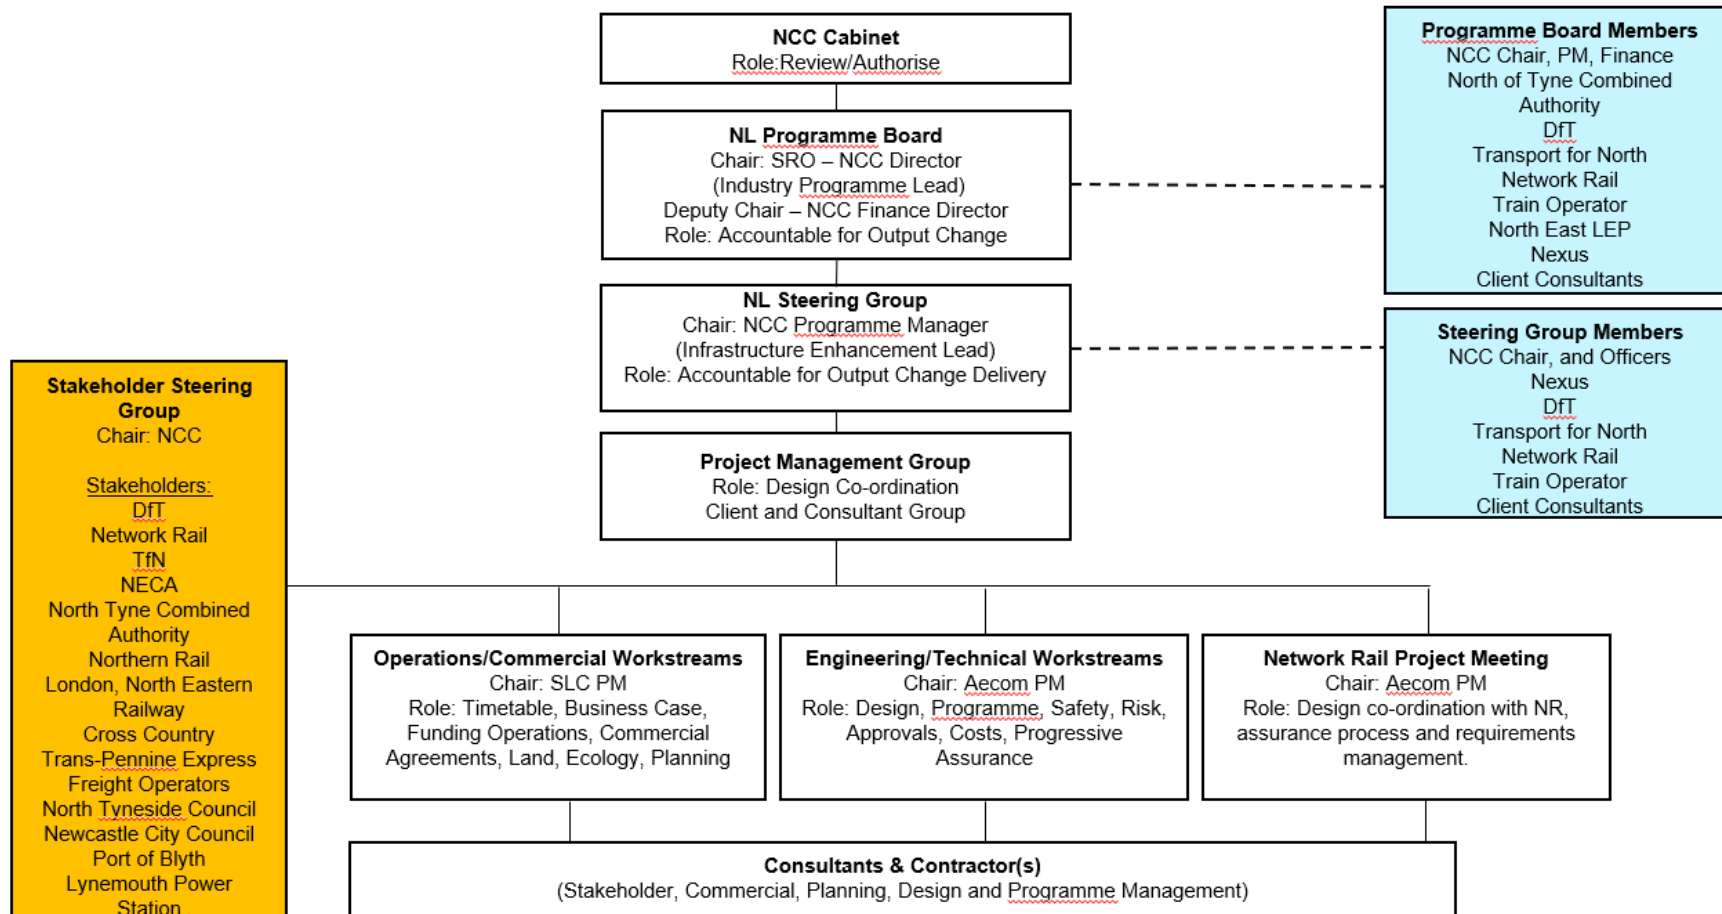 NCC Cabinet
Role:Review/Authorise
NL Programme Board
Chair: SRO – NCC Director
(Industry Programme Lead)
Deputy Chair – NCC Finance Director
Role: Accountable for Output Change
NL Steering Group
Chair: NCC Programme Manager
(Infrastructure Enhancement Lead)
Role: Accountable for Output Change Delivery
Project Management Group
Role: Design Co-ordination
Client and Consultant Group
Programme Board Members
NCC Chair, PM, Finance
North of Tyne Combined
Authority
DfT
Transport for North
Network Rail
Train Operator
North East LEP
Nexus
Client Consultants
Steering Group Members
NCC Chair, and Officers
Nexus
DfT
Transport for North
Network Rail
Train Operator
Client Consultants
Stakeholder Steering
Group
Chair: NCC
Stakeholders:
DfT
Network Rail
TfN
NECA
North Tyne Combined
Authority
Northern Rail
London, North Eastern
Railway
Cross Country
Trans-Pennine Express
Freight Operators
North Tyneside Council
Newcastle City Council
Port of Blyth
Lynemouth Power
Station
Operations/Commercial Workstreams
Chair: SLC PM
Role: Timetable, Business Case,
Funding Operations, Commercial
Agreements, Land, Ecology, Planning
Engineering/Technical Workstreams
Chair: Aecom PM
Role: Design, Programme, Safety, Risk,
Approvals, Costs, Progressive
Assurance
Network Rail Project Meeting
Chair: Aecom PM
Role: Design co-ordination with NR,
assurance process and requirements
management.
Consultants & Contractor(s)
(Stakeholder, Commercial, Planning, Design and Programme Management)